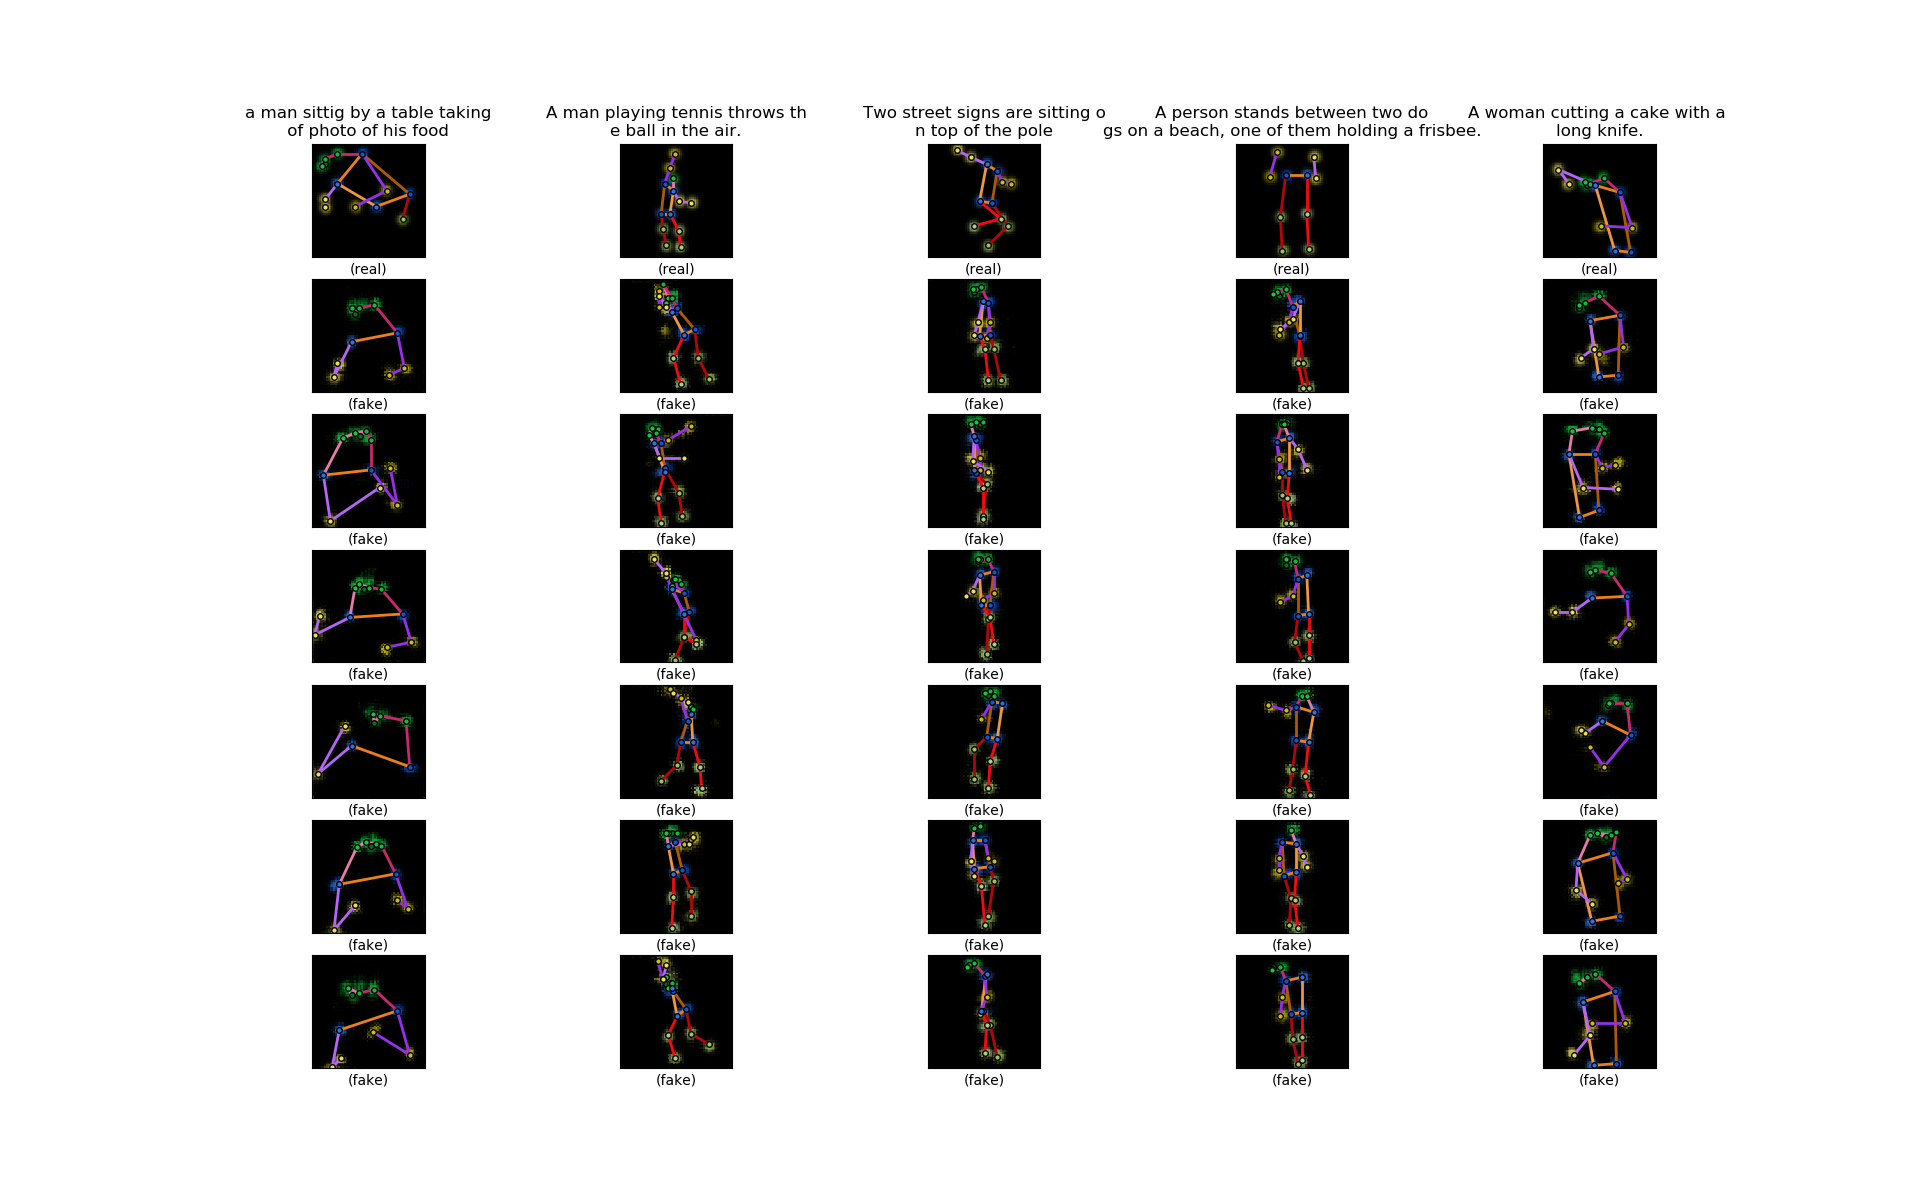 a man sittig by a table taking
of photo of his food
A man playing tennis throws th
e ball in the air.
Two street signs are sitting o
n top of the pole
A person stands between two do
gs on a beach, one of them holding a frisbee.
A woman cutting a cake with a
long knife.
(real) (real) (real) (real) (real)
(fake) (fake) (fake) (fake) (fake)
(fake) (fake) (fake) (fake) (fake)
(fake) (fake) (fake) (fake) (fake)
(fake) (fake) (fake) (fake) (fake)
(fake) (fake) (fake) (fake) (fake)
(fake) (fake) (fake) (fake) (fake)